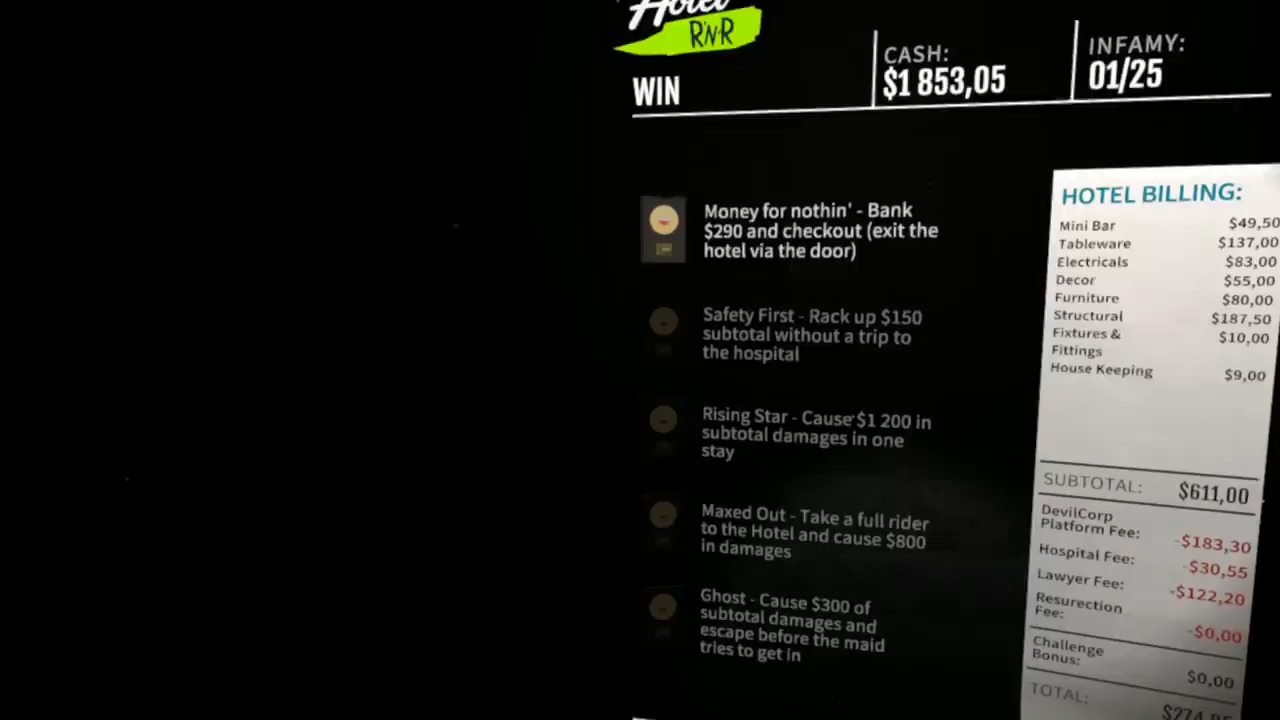 Hotel
R'N'R
WIN
CASH:
$1 853,05
INFAMY:
01/25
Money for nothin' - Bank
$290 and checkout (exit the
hotel via the door)
Safety First - Rack up $150
subtotal without a trip to
the hospital
Rising Star - Cause $1 200 in
subtotal damages in one
stay
Maxed Out - Take a full rider
to the Hotel and cause $800
in damages
Ghost - Cause $300 of
subtotal damages and
escape before the maid
tries to get in
HOTEL BILLING:
Mini Bar $49,50
Tableware $137,00
Electricals $83,00
Decor $55,00
Furniture $80,00
Structural $187,50
Fixtures & $10,00
Fittings
House Keeping $9,00
SUBTOTAL: $611,00
DevilCorp
Platform Fee: -$183,30
Hospital Fee: -$30,55
Lawyer Fee: -$122,20
Resurection
Fee: -$0,00
Challenge
Bonus: $0,00
TOTAL: